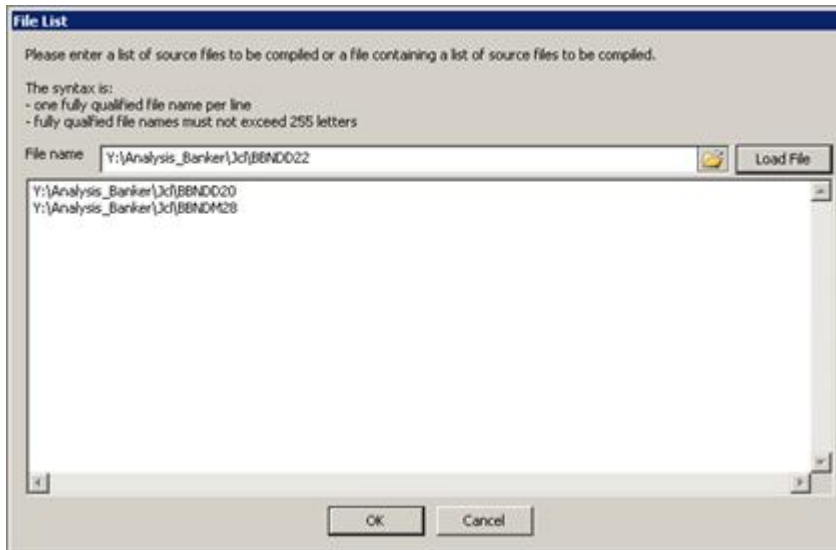 File List
Please enter a list of source files to be compiled or a file containing a list of source files to be compiled.
The syntax is:
- one fully qualified file name per line
- fully qualfied file names must not exceed 255 letters
File name Y:\Analysis_Banker\Jcl\BBNDD22 Load File
Y:\Analysis_Banker\Jcl\BBNDD20
Y:\Analysis_Banker\Jcl\BBNDM28
OK Cancel